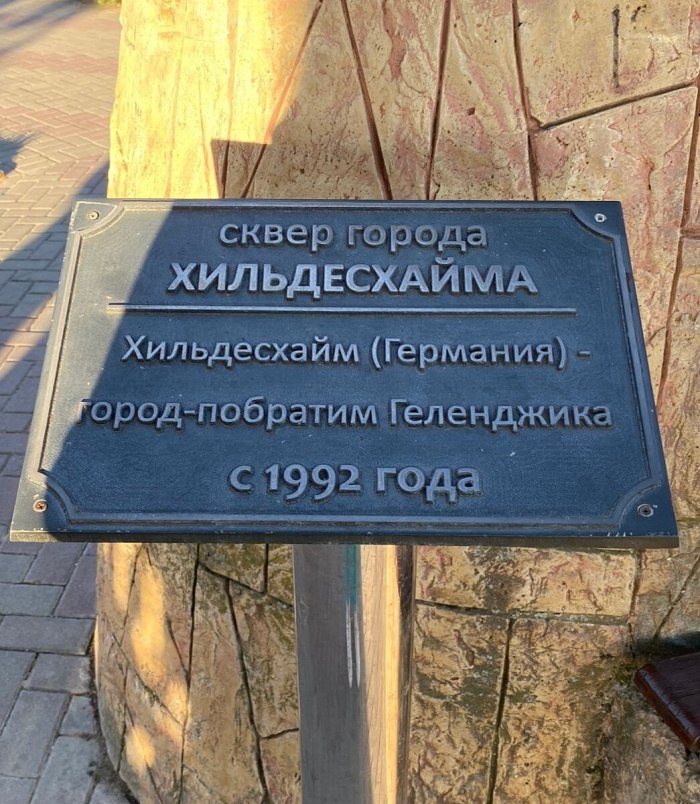 сквер города
ХИЛЬДЕСХАЙМА
Хильдесхайм (Германия) -
город-побратим Геленджика
с 1992 года